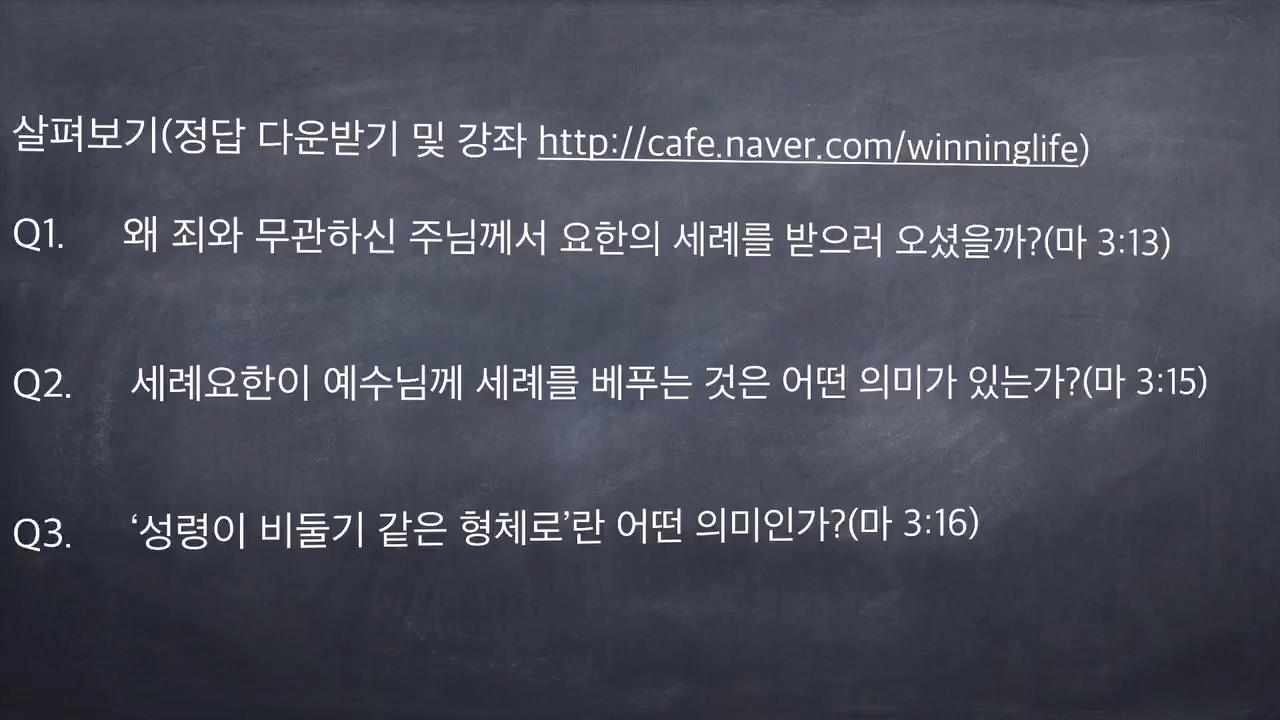 살펴보기(정답 다운받기 및 강좌 http://cafe.naver.com/winninglife)
Q1. 왜 죄와 무관하신 주님께서 요한의 세례를 받으러 오셨을까?(마 3:13)
Q2. 세례요한이 예수님께 세례를 베푸는 것은 어떤 의미가 있는가?(마 3:15)
Q3. ‘성령이 비둘기 같은 형체로’란 어떤 의미인가?(마 3:16)